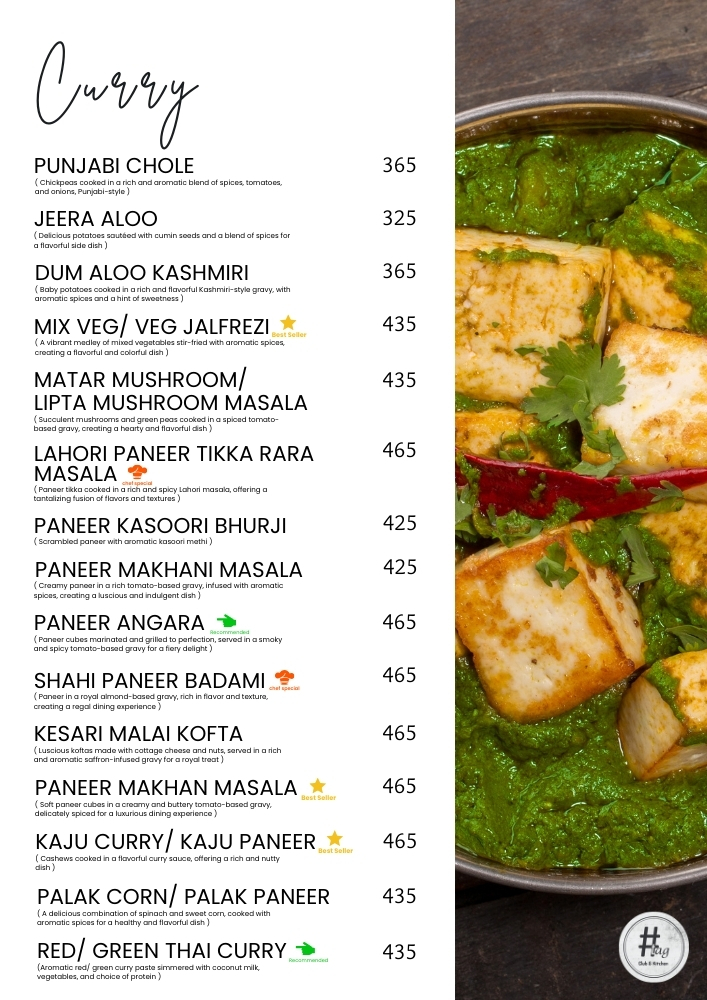 Curry
PUNJABI CHOLE 365
( Chickpeas cooked in a rich and aromatic blend of spices, tomatoes,
and onions, Punjabi-style )
JEERA ALOO 325
( Delicious potatoes sautéed with cumin seeds and a blend of spices for
a flavorful side dish )
DUM ALOO KASHMIRI 365
( Baby potatoes cooked in a rich and flavorful Kashmiri-style gravy, with
aromatic spices and a hint of sweetness )
MIX VEG/ VEG JALFREZI 435
Best Seller
( A vibrant medley of mixed vegetables stir-fried with aromatic spices,
creating a flavorful and colorful dish )
MATAR MUSHROOM/ 435
LIPTA MUSHROOM MASALA
( Succulent mushrooms and green peas cooked in a spiced tomato-
based gravy, creating a hearty and flavorful dish )
LAHORI PANEER TIKKA RARA 465
MASALA
chef special
( Paneer tikka cooked in a rich and spicy Lahori masala, offering a
tantalizing fusion of flavors and textures )
PANEER KASOORI BHURJI 425
( Scrambled paneer with aromatic kasoori methi )
PANEER MAKHANI MASALA 425
( Creamy paneer in a rich tomato-based gravy, infused with aromatic
spices, creating a luscious and indulgent dish )
PANEER ANGARA 465
Recommended
( Paneer cubes marinated and grilled to perfection, served in a smoky
and spicy tomato-based gravy for a fiery delight )
SHAHI PANEER BADAMI 465
chef special
( Paneer in a royal almond-based gravy, rich in flavor and texture,
creating a regal dining experience )
KESARI MALAI KOFTA 465
( Luscious koftas made with cottage cheese and nuts, served in a rich
and aromatic saffron-infused gravy for a royal treat )
PANEER MAKHAN MASALA 465
Best Seller
( Soft paneer cubes in a creamy and buttery tomato-based gravy,
delicately spiced for a luxurious dining experience )
KAJU CURRY/ KAJU PANEER 465
Best Seller
( Cashews cooked in a flavorful curry sauce, offering a rich and nutty
dish )
PALAK CORN/ PALAK PANEER 435
( A delicious combination of spinach and sweet corn, cooked with
aromatic spices for a healthy and flavorful dish )
RED/ GREEN THAI CURRY 435
Recommended
(Aromatic red/ green curry paste simmered with coconut milk,
vegetables, and choice of protein )
#Hug
Club & Kitchen